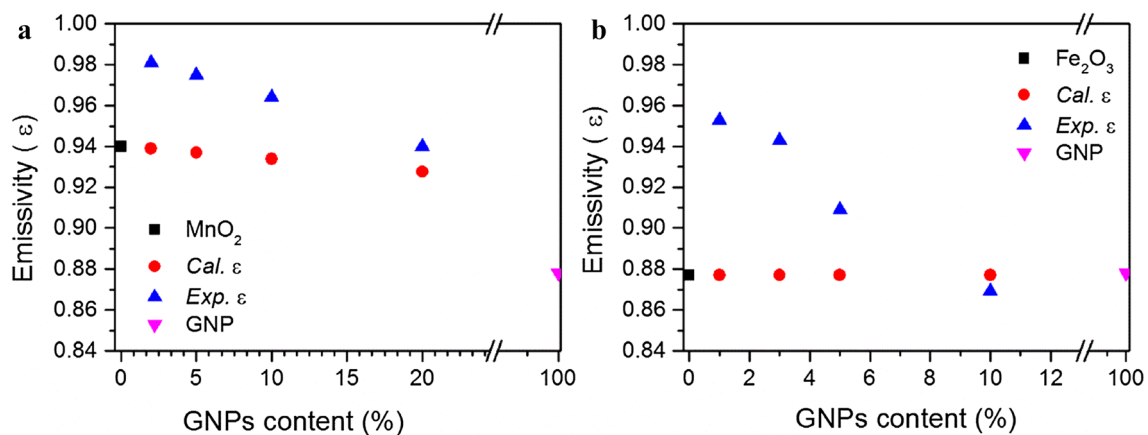 a
1.00
0.98
0.96
0.94
0.92
0.90
0.88
0.86
0.84
Emissivity ( ε)
MnO₂
Cal. ε
Exp. ε
GNP
0 5 10 15 20 100
GNPs content (%)
b
1.00
0.98
0.96
0.94
0.92
0.90
0.88
0.86
0.84
Emissivity ( ε)
Fe₂O₃
Cal. ε
Exp. ε
GNP
0 2 4 6 8 10 12 100
GNPs content (%)